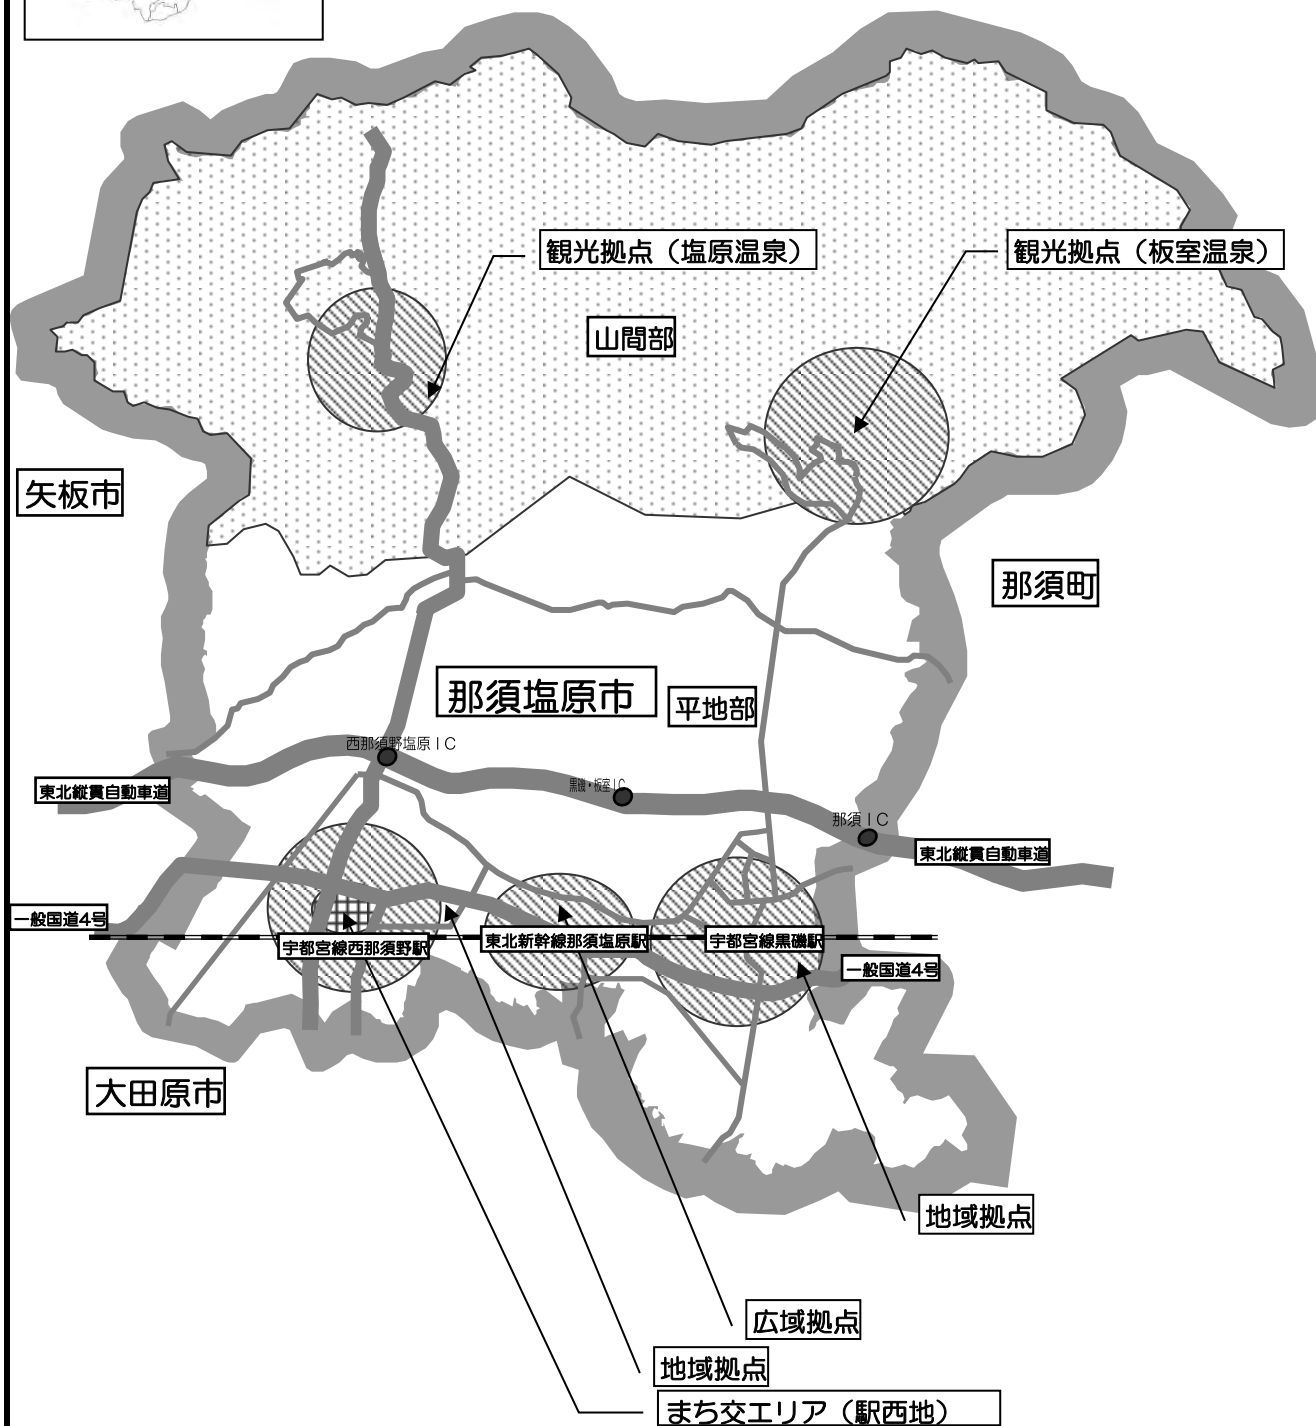 観光拠点（塩原温泉）
観光拠点（板室温泉）
山間部
矢板市
那須町
那須塩原市
平地部
西那須野塩原ＩＣ
黒磯・板室ＩＣ
東北縦貫自動車道
那須ＩＣ
東北縦貫自動車道
一般国道4号
宇都宮線西那須野駅
東北新幹線那須塩原駅
宇都宮線黒磯駅
一般国道4号
大田原市
地域拠点
広域拠点
地域拠点
まち交エリア（駅西地）